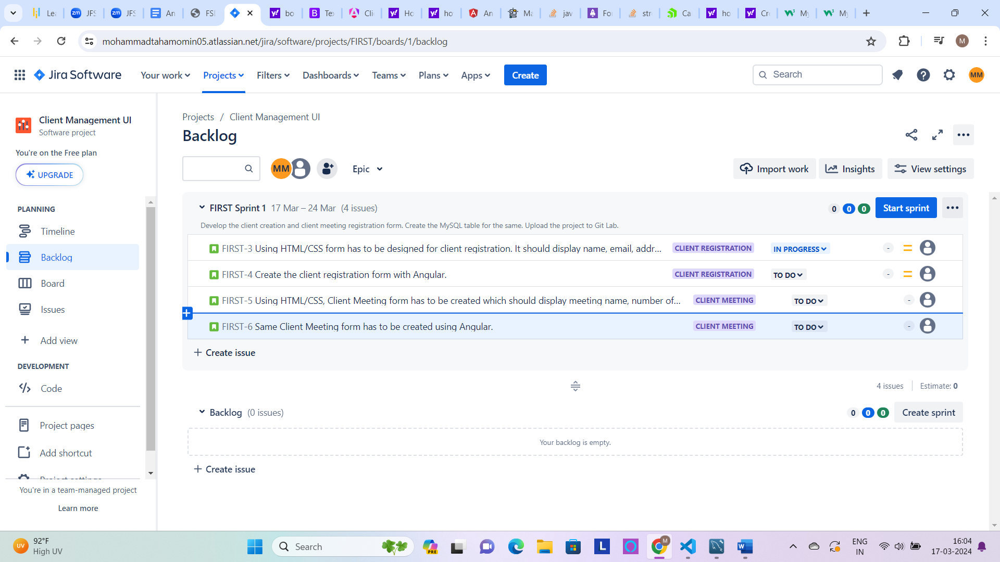 Lea
JFS
JFS
An
FSD
bo
Tex
Clie
Ho
ho
An
Ma
jav
For
stri
Ca
ho
Cre
My
My
mohammadtahamomin05.atlassian.net/jira/software/projects/FIRST/boards/1/backlog
M
Jira Software
Your work
Projects
Filters
Dashboards
Teams
Plans
Apps
Create
Search
MM
Client Management UI
Software project
You're on the Free plan
UPGRADE
PLANNING
Timeline
Backlog
Board
Issues
Add view
DEVELOPMENT
Code
Project pages
Add shortcut
Project settings
You're in a team-managed project
Learn more
Projects / Client Management UI
Backlog
MM
Epic
Import work
Insights
View settings
FIRST Sprint 1 17 Mar – 24 Mar (4 issues)
0 0 0
Start sprint
Develop the client creation and client meeting registration form. Create the MySQL table for the same. Upload the project to Git Lab.
FIRST-3 Using HTML/CSS form has to be designed for client registration. It should display name, email, addr... CLIENT REGISTRATION IN PROGRESS -
FIRST-4 Create the client registration form with Angular. CLIENT REGISTRATION TO DO -
FIRST-5 Using HTML/CSS, Client Meeting form has to be created which should display meeting name, number of... CLIENT MEETING TO DO -
FIRST-6 Same Client Meeting form has to be created using Angular. CLIENT MEETING TO DO -
+ Create issue
4 issues Estimate: 0
Backlog (0 issues)
0 0 0
Create sprint
Your backlog is empty.
+ Create issue
UV
92°F
High UV
Search
PRE
L
M
W
ENG
IN
16:04
17-03-2024